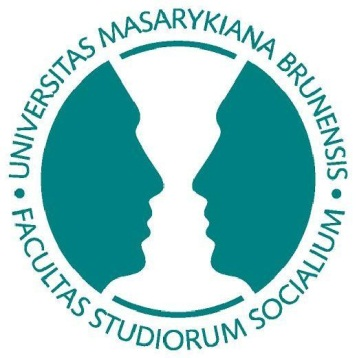 UNIVERSITAS MASARYKIANA BRUNENSIS
• FACULTAS STUDIORUM SOCIALIUM •